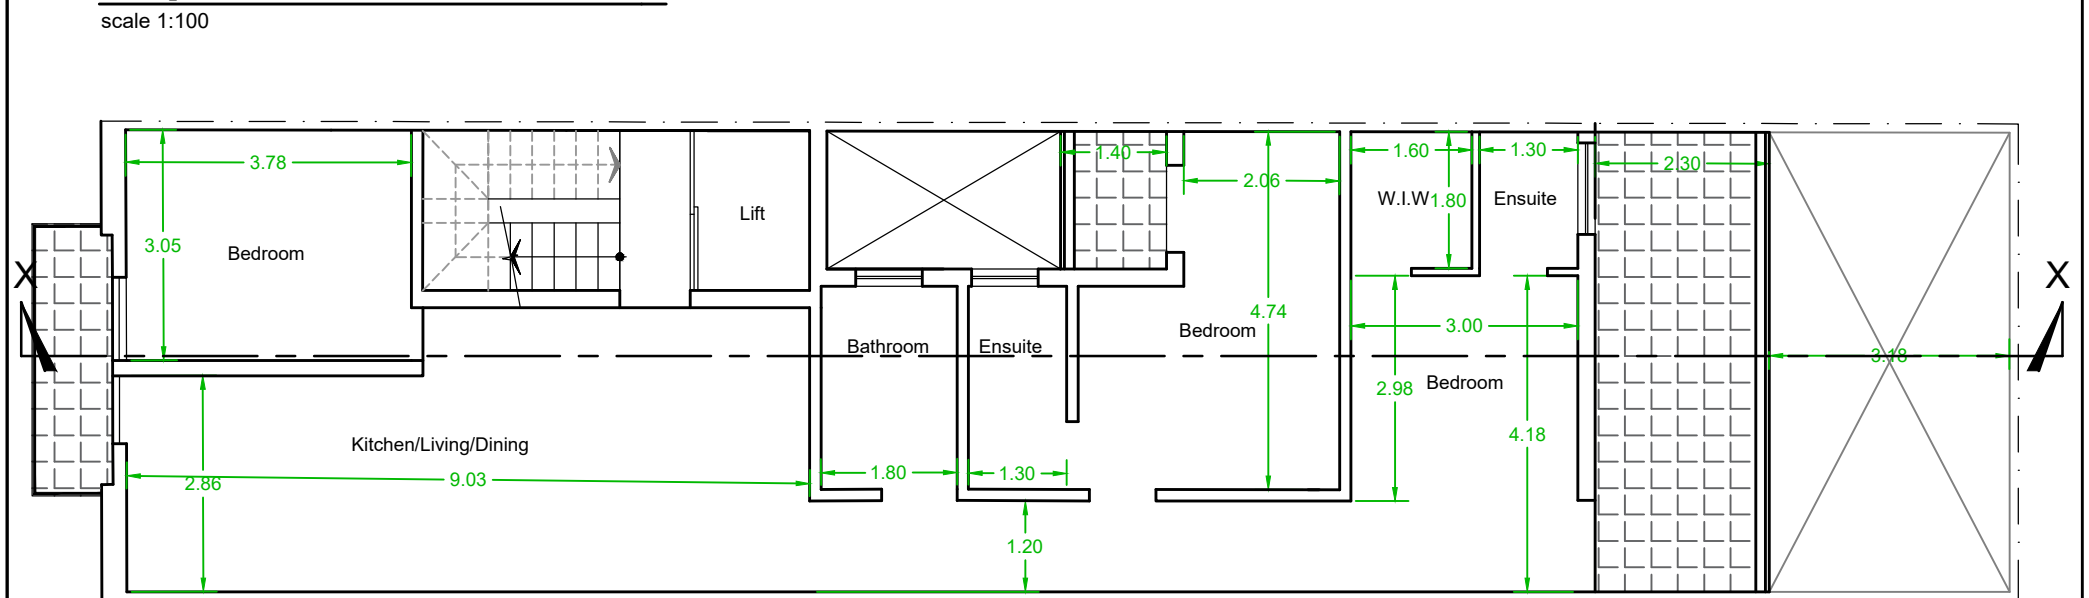 scale 1:100
3.78
1.40
1.60
1.30
2.30
2.06
W.I.W
1.80
Ensuite
Lift
3.05
Bedroom
X
X
4.74
Bedroom
3.00
Bathroom
Ensuite
3.18
2.98
Bedroom
Kitchen/Living/Dining
4.18
2.86
9.03
1.80
1.30
1.20